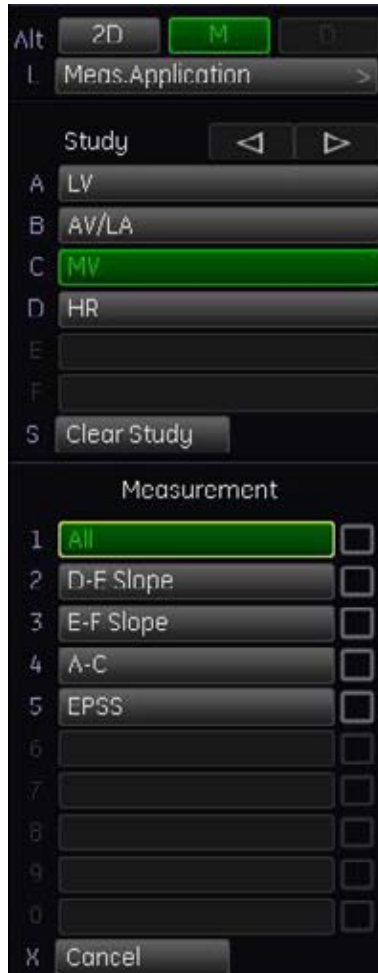 Alt 2D M D
L Meas.Application >
Study
A LV
B AV/LA
C MV
D HR
E
F
S Clear Study
Measurement
1 All
2 D-E Slope
3 E-F Slope
4 A-C
5 EPSS
6
7
8
9
0
X Cancel